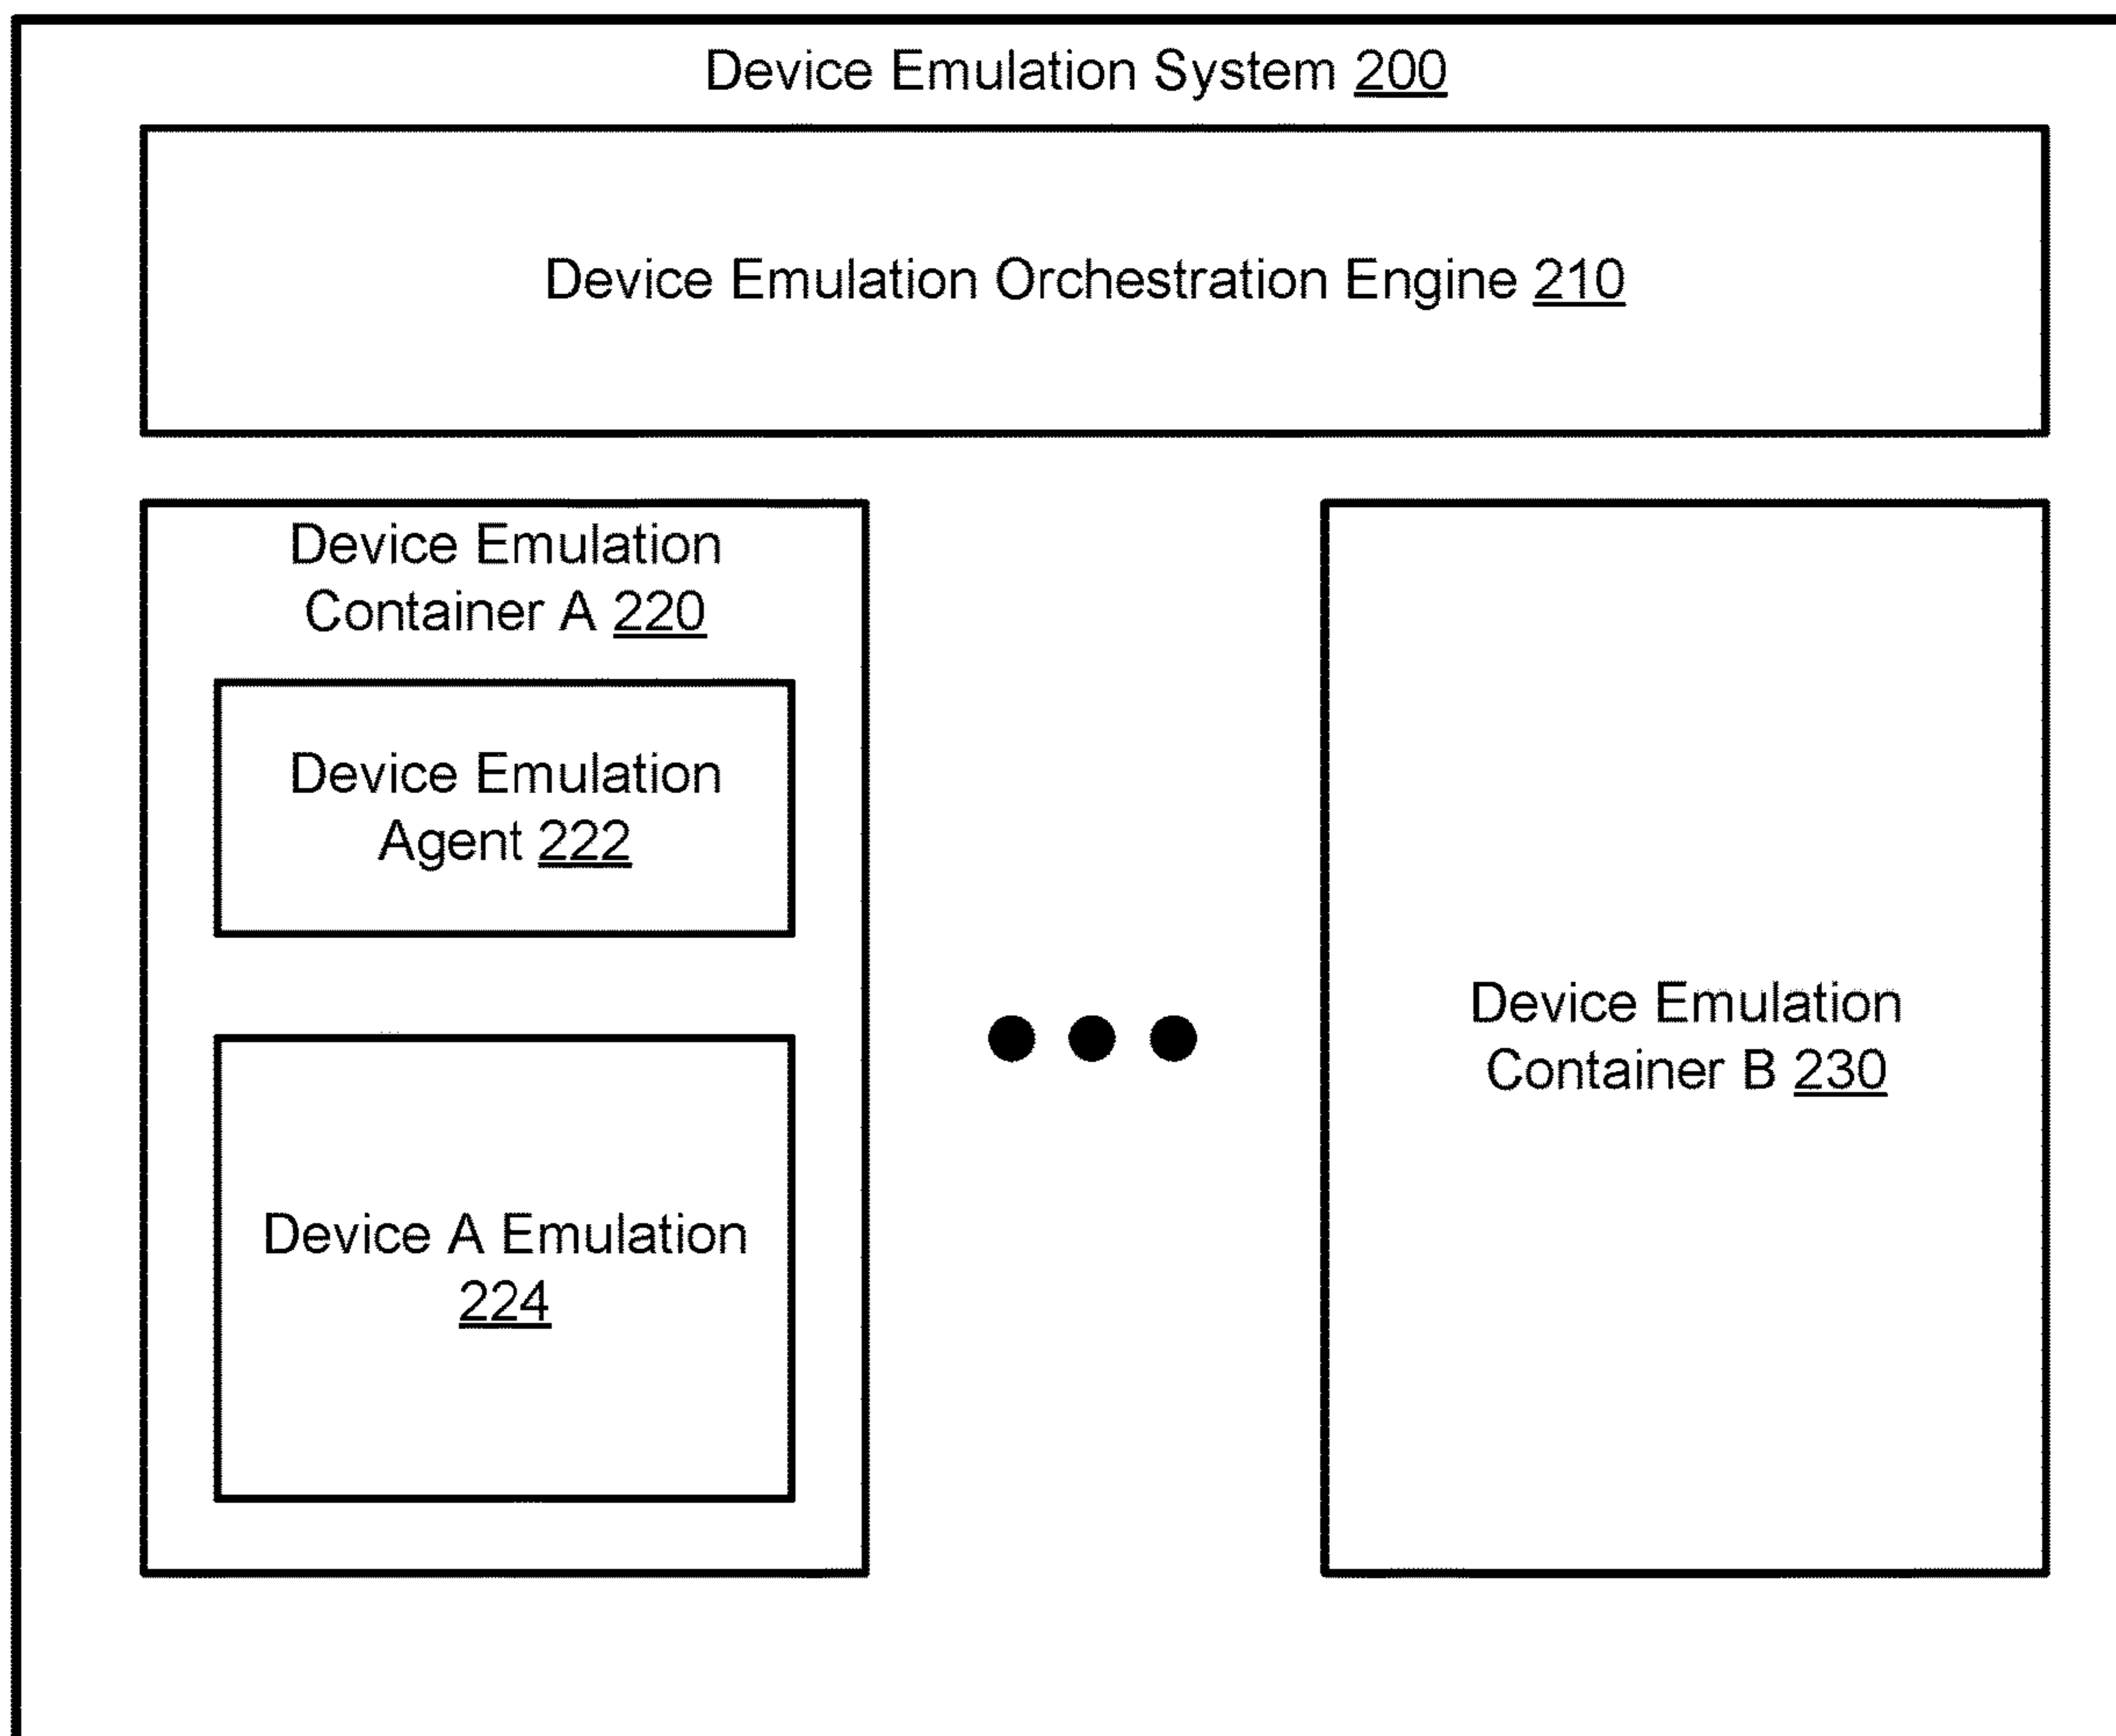 Device Emulation System 200
Device Emulation Orchestration Engine 210
Device Emulation
Container A 220
Device Emulation
Agent 222
Device A Emulation
224
Device Emulation
Container B 230